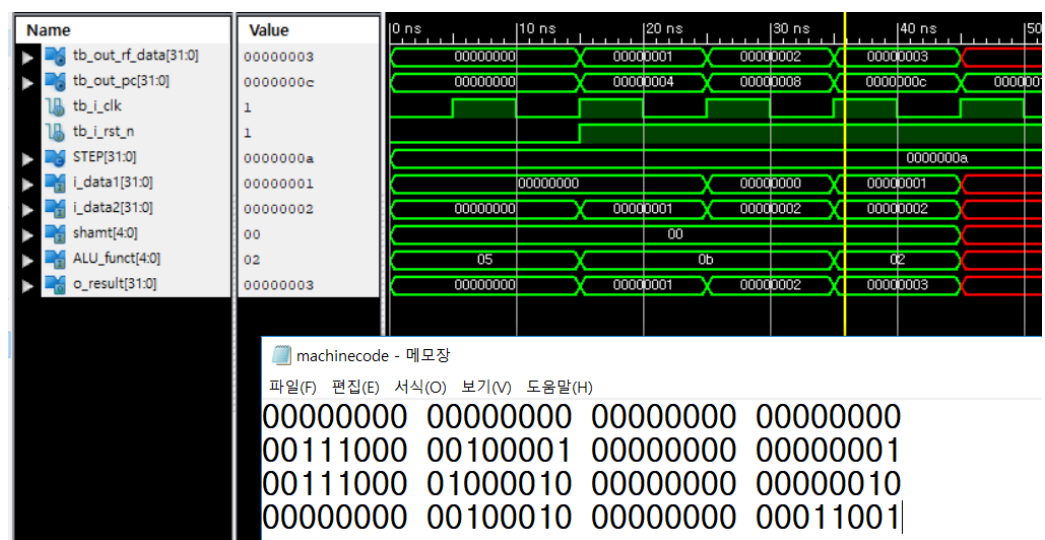 Name Value 0 ns 10 ns 20 ns 30 ns 40 ns 50
tb_out_rf_data[31:0] 00000003 00000000 00000001 00000002 00000003
tb_out_pc[31:0] 0000000c 00000000 00000004 00000008 0000000c
tb_i_clk 1
tb_i_rst_n 1
STEP[31:0] 0000000a 0000000a
i_data1[31:0] 00000001 00000000 00000000 00000001
i_data2[31:0] 00000002 00000000 00000001 00000002 00000002
shamt[4:0] 00 00
ALU_funct[4:0] 02 05 0b 02
o_result[31:0] 00000003 00000000 00000001 00000002 00000003
machinecode - 메모장
파일(F) 편집(E) 서식(O) 보기(V) 도움말(H)
00000000 00000000 00000000 00000000
00111000 00100001 00000000 00000001
00111000 01000010 00000000 00000010
00000000 00100010 00000000 00011001